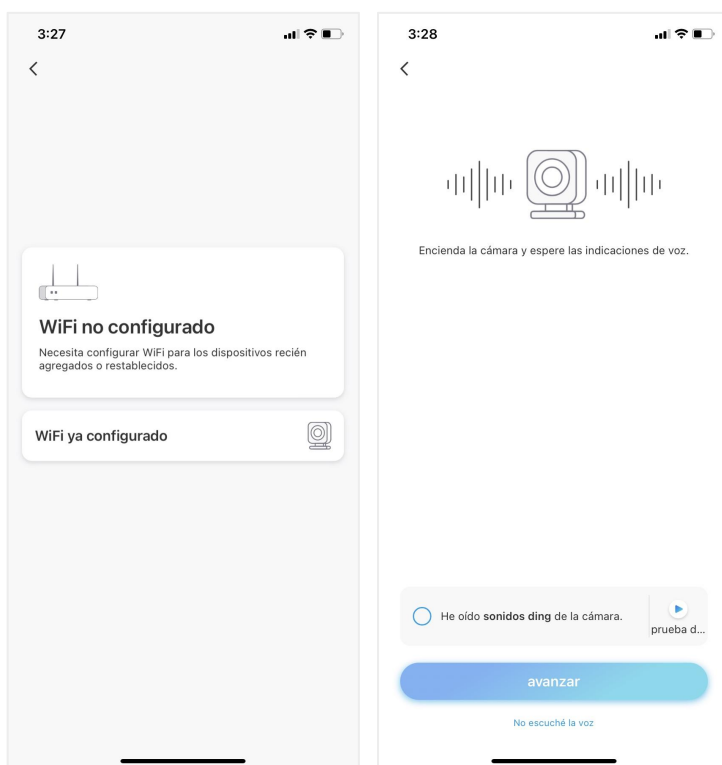 3:27
WiFi no configurado
Necesita configurar WiFi para los dispositivos recién
agregados o restablecidos.
WiFi ya configurado
3:28
Encienda la cámara y espere las indicaciones de voz.
He oído sonidos ding de la cámara.
prueba d...
avanzar
No escuché la voz